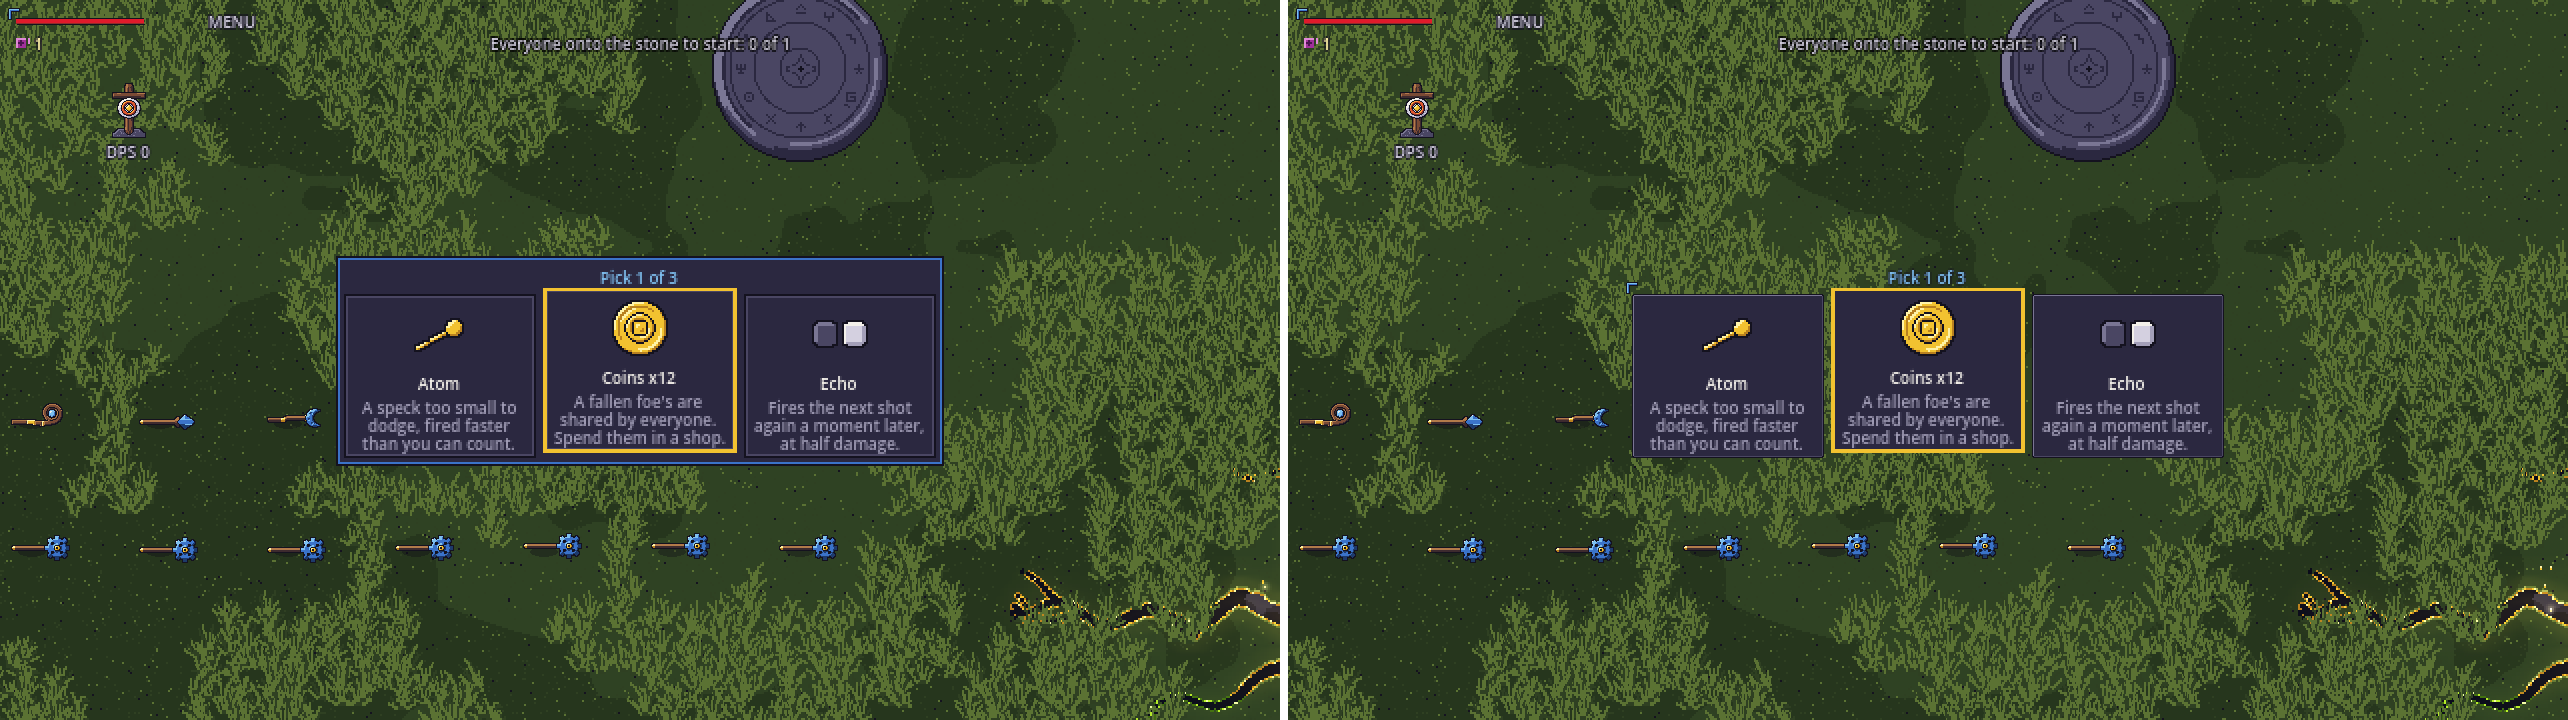 MENU
1
Everyone onto the stone to start: 0 of 1
DPS 0
Pick 1 of 3
Atom
A speck too small to
dodge, fired faster
than you can count.
Coins x12
A fallen foe's are
shared by everyone.
Spend them in a shop.
Echo
Fires the next shot
again a moment later,
at half damage.
MENU
1
Everyone onto the stone to start: 0 of 1
DPS 0
Pick 1 of 3
Atom
A speck too small to
dodge, fired faster
than you can count.
Coins x12
A fallen foe's are
shared by everyone.
Spend them in a shop.
Echo
Fires the next shot
again a moment later,
at half damage.